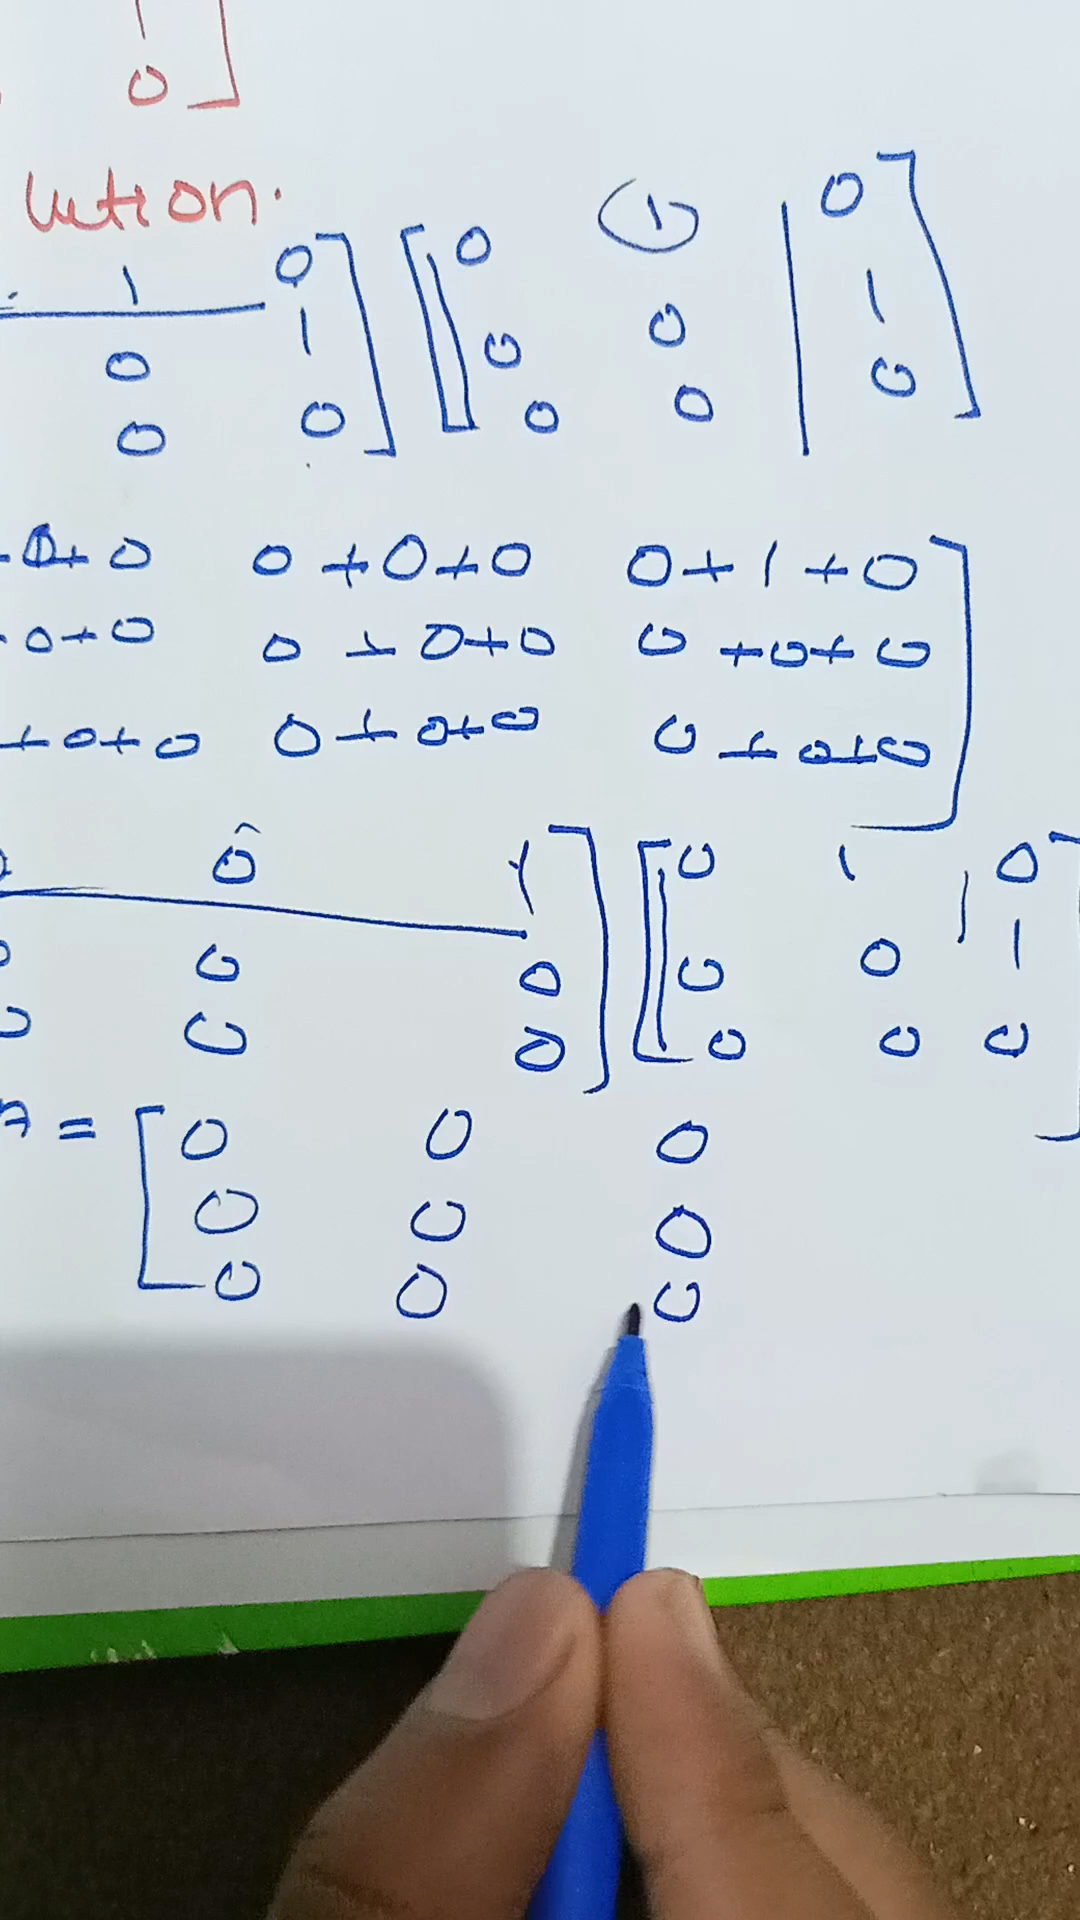 1
0 ]
lution.
1 0 ] [ 0 1 0 ]
0 1 0 0 1
0 0 0 0 0
0+0 0+0+0 0+1+0 ]
0+0 0+0+0 0+0+0
+0+0 0+0+0 0+0+0
0 1 ] [ 0 1 0 ]
0 0 0 0 0 1
0 0 0 0 0 0
= [ 0 0 0
0 0 0
0 0 0